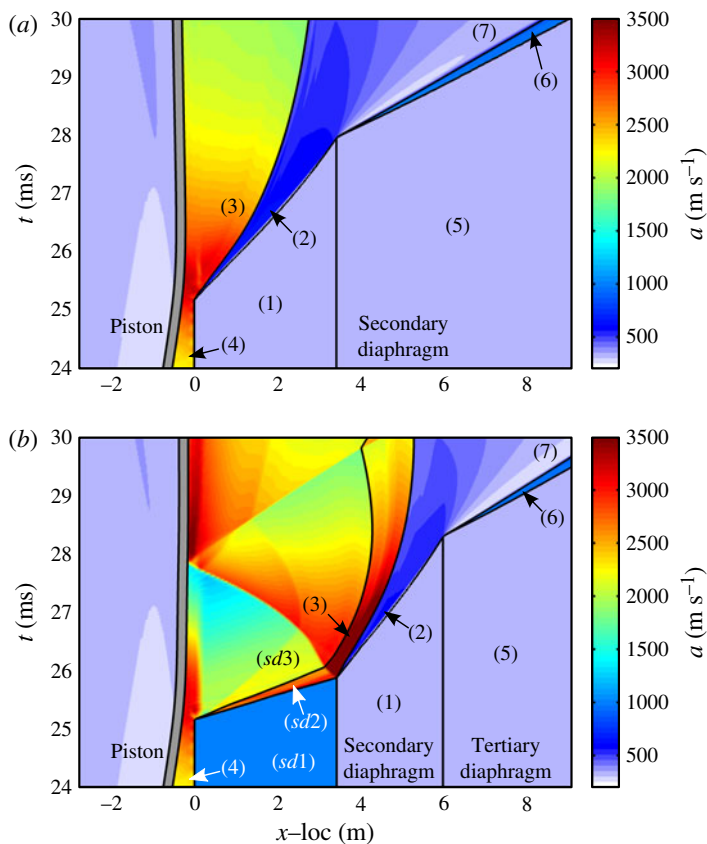 (a)
30
29
28
27
26
25
24
t (ms)
(7)
(6)
(3)
(2)
(5)
(1)
Piston
Secondary
diaphragm
(4)
−2 0 2 4 6 8
3500
3000
2500
2000
1500
1000
500
a (m s⁻¹)
(b)
30
29
28
27
26
25
24
t (ms)
(7)
(6)
(3)
(2)
(sd3)
(5)
(1)
(sd2)
Piston
(sd1)
Secondary
diaphragm
Tertiary
diaphragm
(4)
−2 0 2 4 6 8
x–loc (m)
3500
3000
2500
2000
1500
1000
500
a (m s⁻¹)